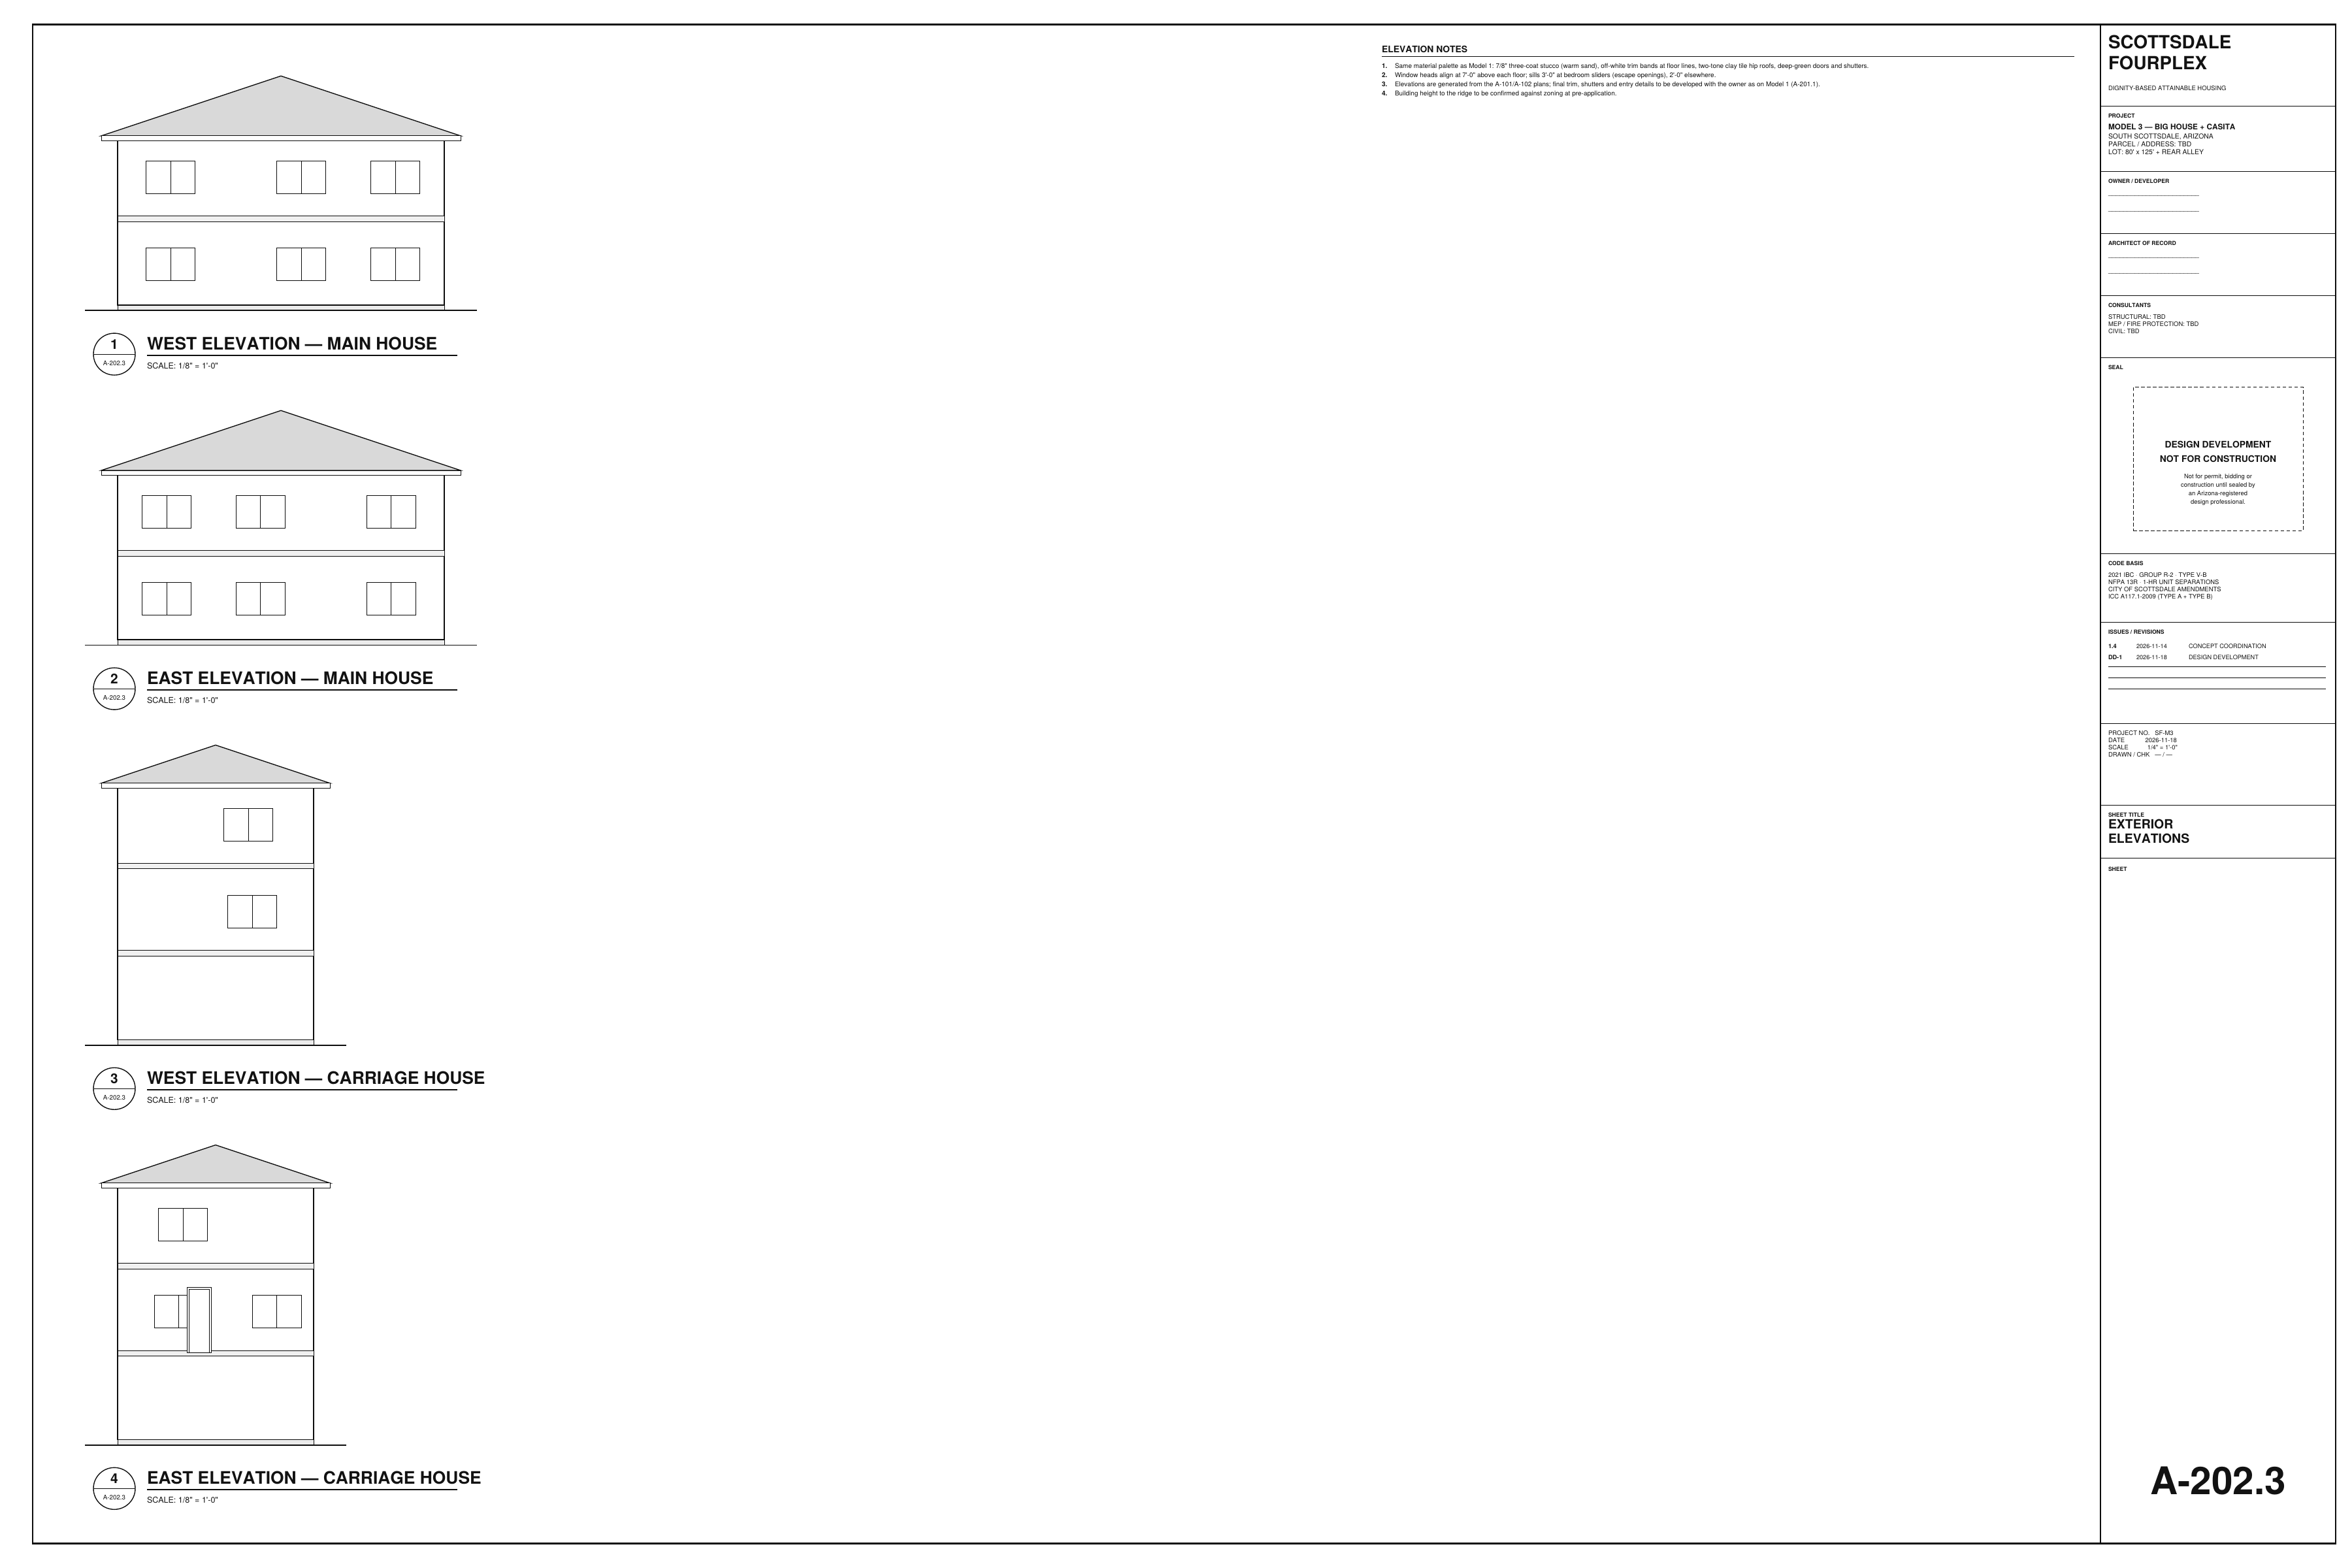 ELEVATION NOTES
1. Same material palette as Model 1: 7/8" three-coat stucco (warm sand), off-white trim bands at floor lines, two-tone clay tile hip roofs, deep-green doors and shutters.
2. Window heads align at 7'-0" above each floor; sills 3'-0" at bedroom sliders (escape openings), 2'-0" elsewhere.
3. Elevations are generated from the A-101/A-102 plans; final trim, shutters and entry details to be developed with the owner as on Model 1 (A-201.1).
4. Building height to the ridge to be confirmed against zoning at pre-application.
1
A-202.3
WEST ELEVATION — MAIN HOUSE
SCALE: 1/8" = 1'-0"
2
A-202.3
EAST ELEVATION — MAIN HOUSE
SCALE: 1/8" = 1'-0"
3
A-202.3
WEST ELEVATION — CARRIAGE HOUSE
SCALE: 1/8" = 1'-0"
4
A-202.3
EAST ELEVATION — CARRIAGE HOUSE
SCALE: 1/8" = 1'-0"
SCOTTSDALE
FOURPLEX
DIGNITY-BASED ATTAINABLE HOUSING
PROJECT
MODEL 3 — BIG HOUSE + CASITA
SOUTH SCOTTSDALE, ARIZONA
PARCEL / ADDRESS: TBD
LOT: 80' x 125' + REAR ALLEY
OWNER / DEVELOPER
ARCHITECT OF RECORD
CONSULTANTS
STRUCTURAL: TBD
MEP / FIRE PROTECTION: TBD
CIVIL: TBD
SEAL
DESIGN DEVELOPMENT
NOT FOR CONSTRUCTION
Not for permit, bidding or
construction until sealed by
an Arizona-registered
design professional.
CODE BASIS
2021 IBC · GROUP R-2 · TYPE V-B
NFPA 13R · 1-HR UNIT SEPARATIONS
CITY OF SCOTTSDALE AMENDMENTS
ICC A117.1-2009 (TYPE A + TYPE B)
ISSUES / REVISIONS
1.4 2026-11-14 CONCEPT COORDINATION
DD-1 2026-11-18 DESIGN DEVELOPMENT
PROJECT NO. SF-M3
DATE 2026-11-18
SCALE 1/4" = 1'-0"
DRAWN / CHK — / —
SHEET TITLE
EXTERIOR
ELEVATIONS
SHEET
A-202.3